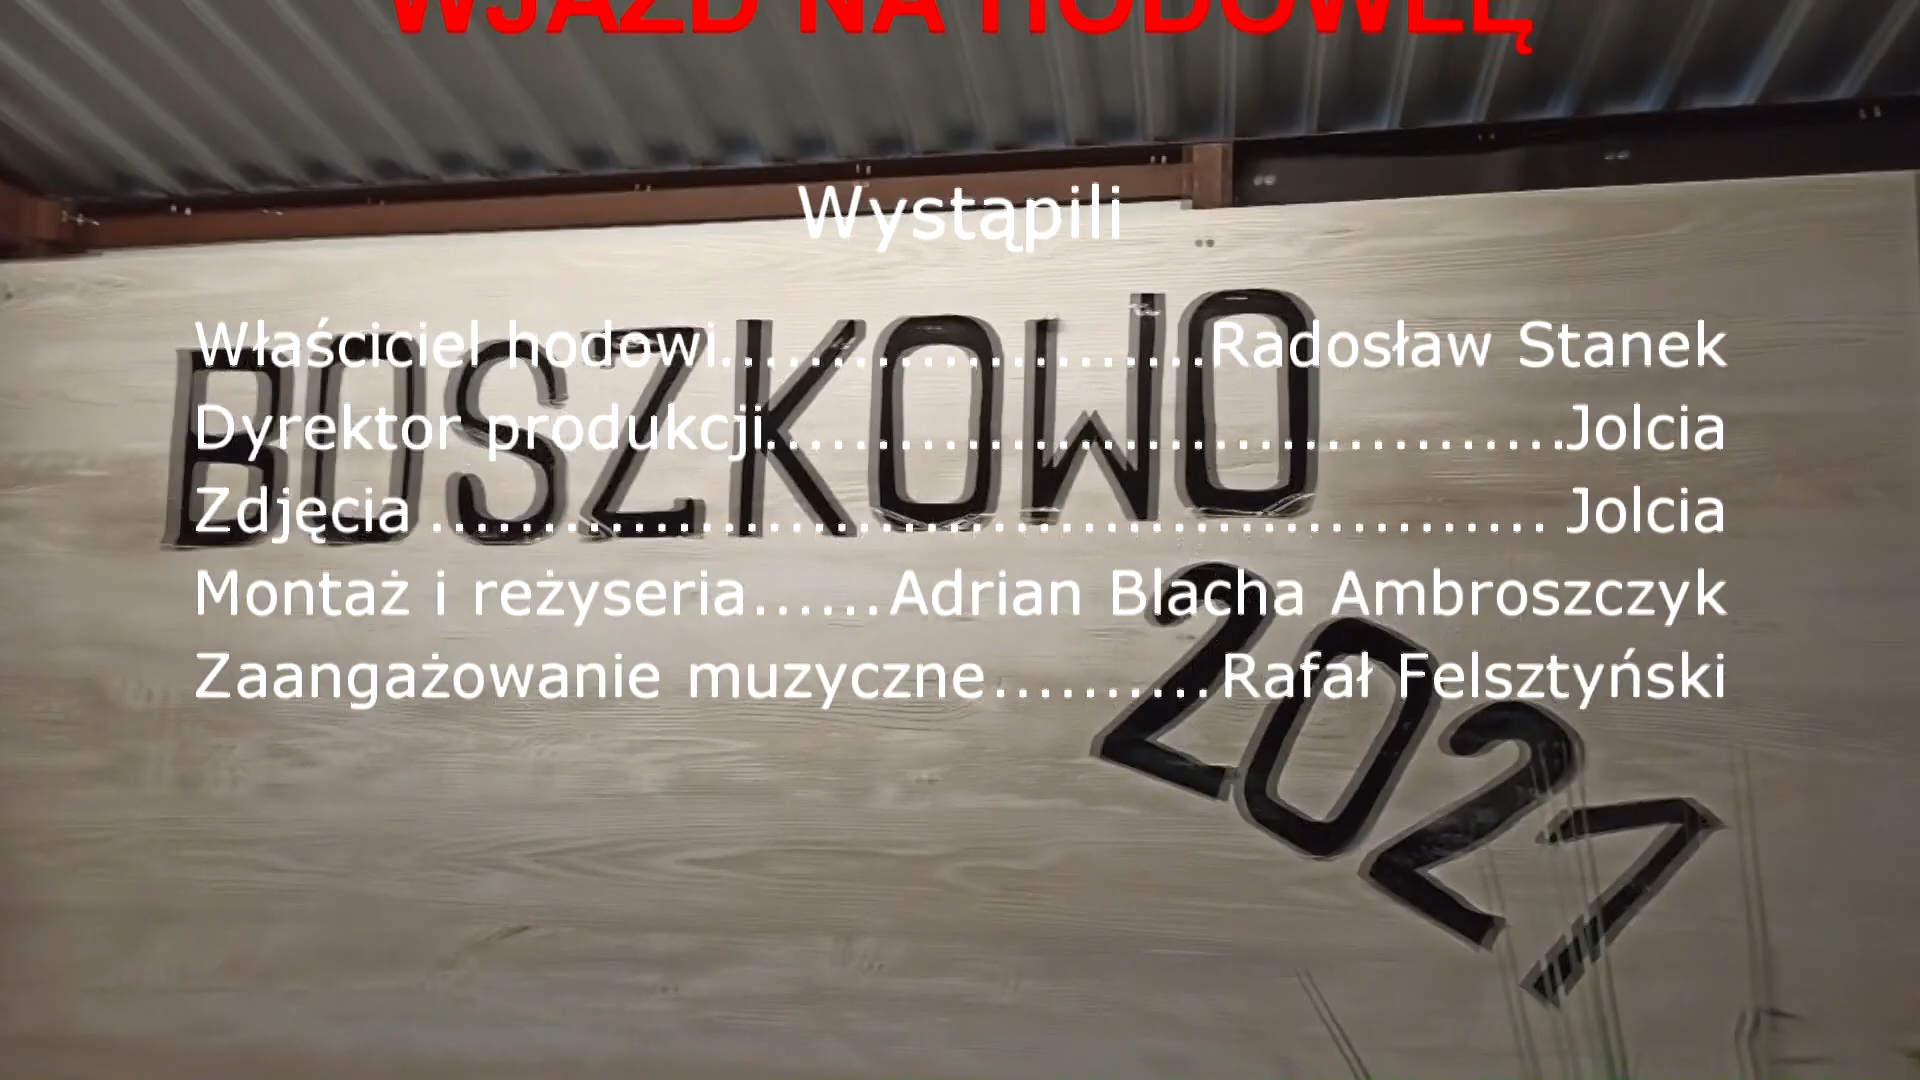 WJAZD NA HODOWLĘ
Wystąpili
Właściciel hodowi......................Radosław Stanek
Dyrektor produkcji....................................Jolcia
Zdjęcia .................................................. Jolcia
Montaż i reżyseria......Adrian Blacha Ambroszczyk
Zaangażowanie muzyczne..........Rafał Felsztyński
BOSZKOWO
2021